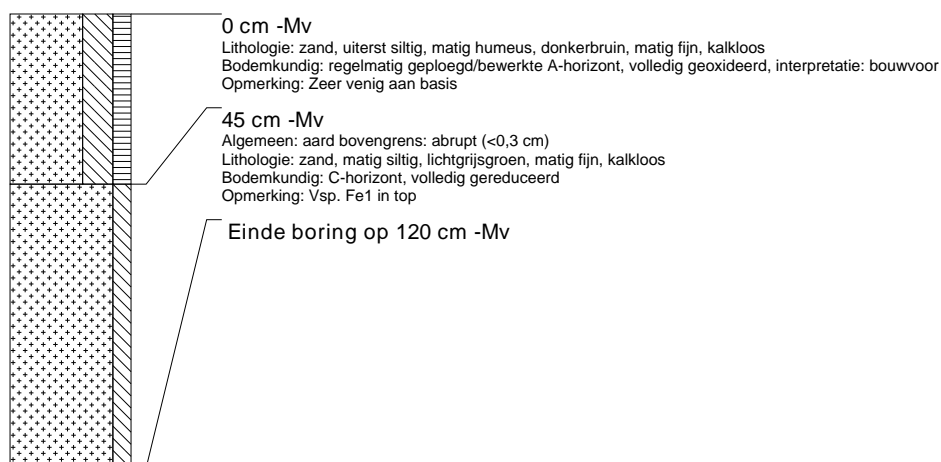 0 cm -Mv
Lithologie: zand, uiterst siltig, matig humeus, donkerbruin, matig fijn, kalkloos
Bodemkundig: regelmatig geploegd/bewerkte A-horizont, volledig geoxideerd, interpretatie: bouwvoor
Opmerking: Zeer venig aan basis
45 cm -Mv
Algemeen: aard bovengrens: abrupt (<0,3 cm)
Lithologie: zand, matig siltig, lichtgrijsgroen, matig fijn, kalkloos
Bodemkundig: C-horizont, volledig gereduceerd
Opmerking: Vsp. Fe1 in top
Einde boring op 120 cm -Mv